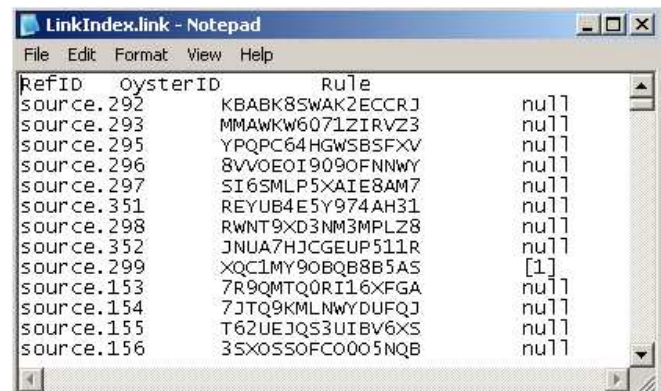 LinkIndex.link - Notepad
File Edit Format View Help
RefID OysterID Rule
source.292 KBABK8SWAK2ECCRJ null
source.293 MMAWKW6071ZIRVZ3 null
source.295 YPQPC64HGWSBSFXV null
source.296 8VVOEOI909OFNNWY null
source.297 SI6SMLP5XAIE8AM7 null
source.351 REYUB4E5Y974AH31 null
source.298 RWNT9XD3NM3MPLZ8 null
source.352 JNUA7HJCGEUP511R null
source.299 XQC1MY9OBQB8B5AS [1]
source.153 7R9QMTQ0RI16XFGA null
source.154 7JTQ9KMLNWYDUFQJ null
source.155 T62UEJQS3UIBV6XS null
source.156 3SXOSSOFCO0O5NQB null